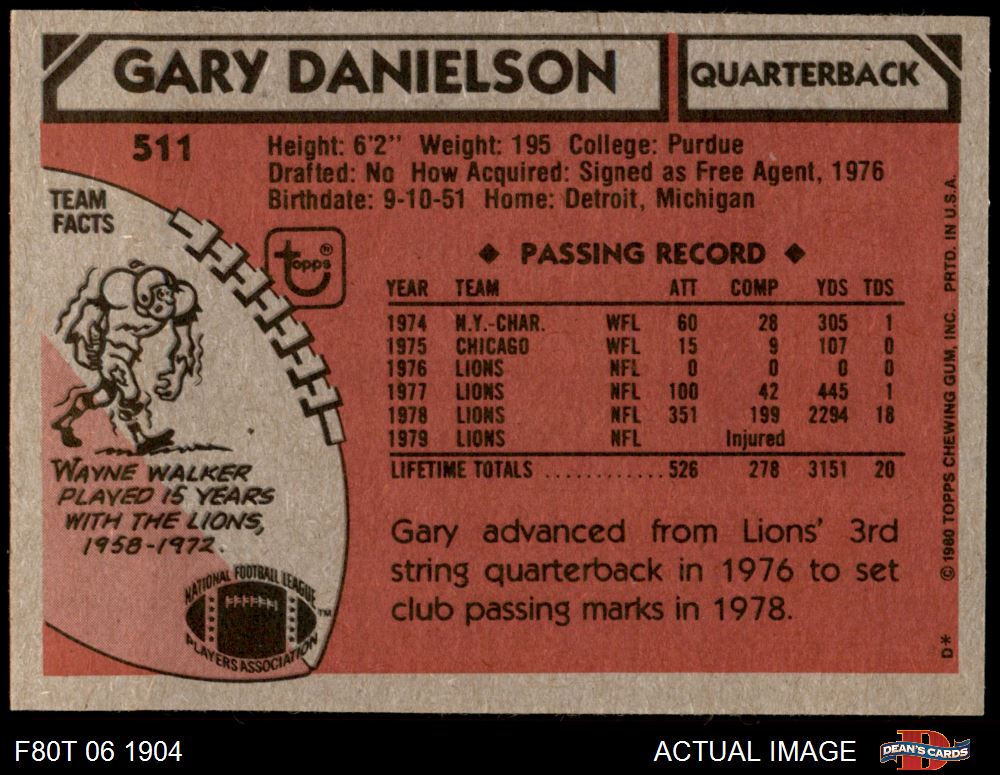 GARY DANIELSON
QUARTERBACK
511
Height: 6'2" Weight: 195 College: Purdue
Drafted: No How Acquired: Signed as Free Agent, 1976
Birthdate: 9-10-51 Home: Detroit, Michigan
TEAM
FACTS
topps®
◆ PASSING RECORD ◆
YEAR TEAM ATT COMP YDS TDS
1974 N.Y.-CHAR. WFL 60 28 305 1
1975 CHICAGO WFL 15 9 107 0
1976 LIONS NFL 0 0 0 0
1977 LIONS NFL 100 42 445 1
1978 LIONS NFL 351 199 2294 18
1979 LIONS NFL Injured
LIFETIME TOTALS ............ 526 278 3151 20
WAYNE WALKER
PLAYED 15 YEARS
WITH THE LIONS,
1958-1972.
Gary advanced from Lions' 3rd
string quarterback in 1976 to set
club passing marks in 1978.
NATIONAL FOOTBALL LEAGUE
PLAYERS ASSOCIATION
TM
© 1980 TOPPS CHEWING GUM, INC. PRTD. IN U.S.A.
D*
F80T 06 1904
ACTUAL IMAGE
D
DEAN'S CARDS